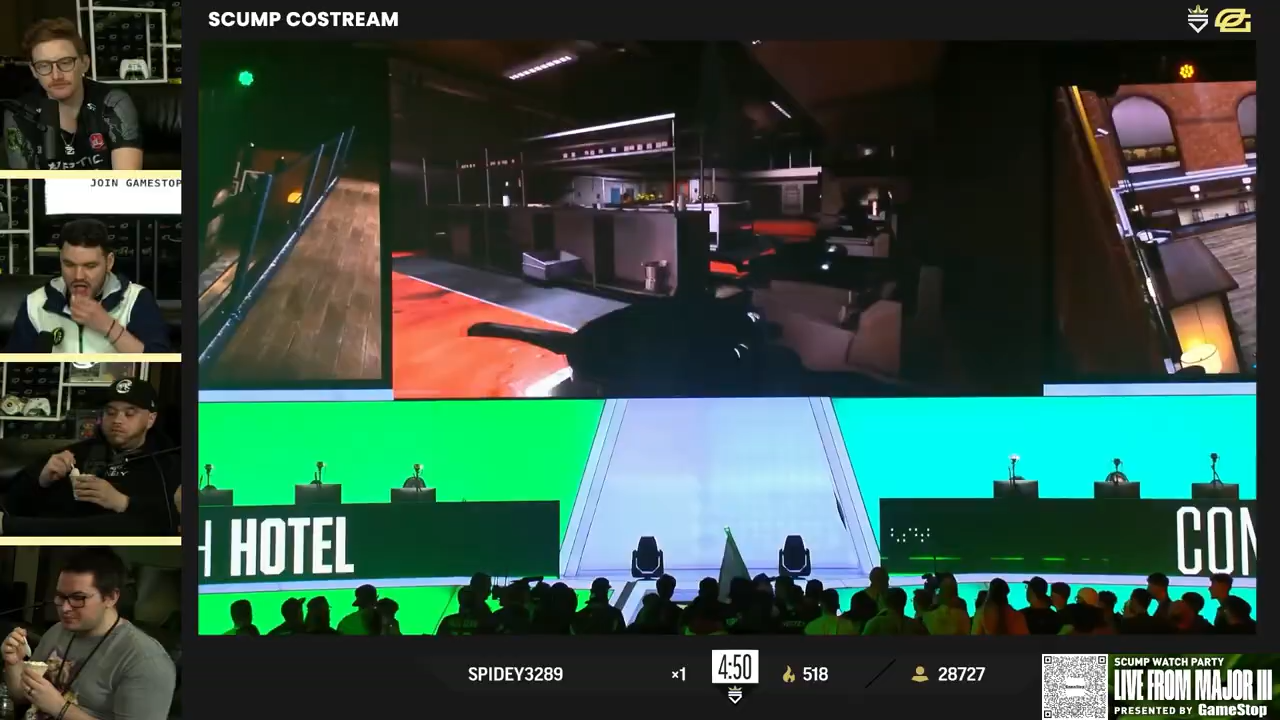 SCUMP COSTREAM
JOIN GAMESTOP
HOTEL
CON
SPIDEY3289
×1
4:50
518
28727
SCUMP WATCH PARTY
LIVE FROM MAJOR III
PRESENTED BY GameStop